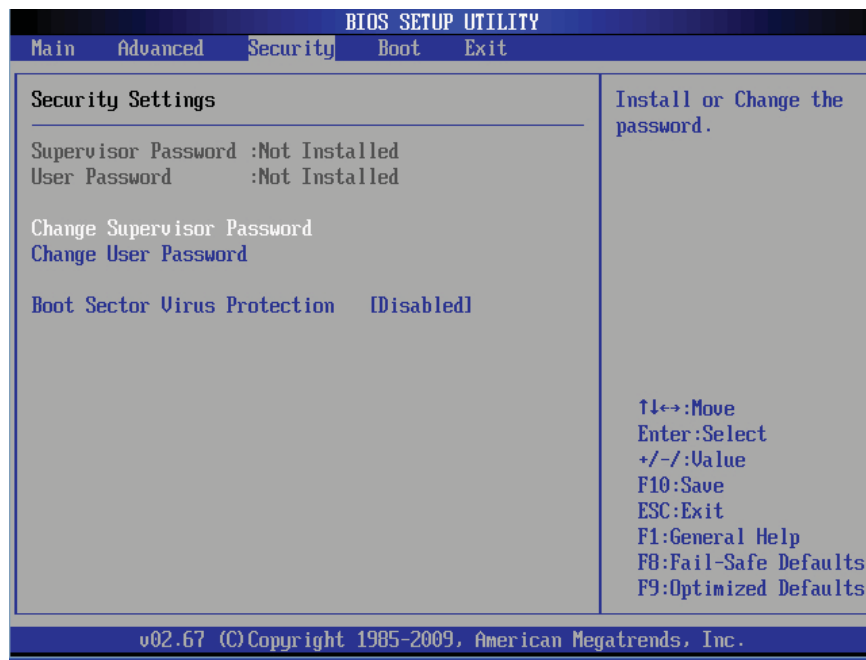 BIOS SETUP UTILITY
Main Advanced Security Boot Exit
Security Settings
Supervisor Password :Not Installed
User Password :Not Installed
Change Supervisor Password
Change User Password
Boot Sector Virus Protection [Disabled]
Install or Change the
password.
↑↓←→:Move
Enter:Select
+/-/:Value
F10:Save
ESC:Exit
F1:General Help
F8:Fail-Safe Defaults
F9:Optimized Defaults
v02.67 (C)Copyright 1985-2009, American Megatrends, Inc.